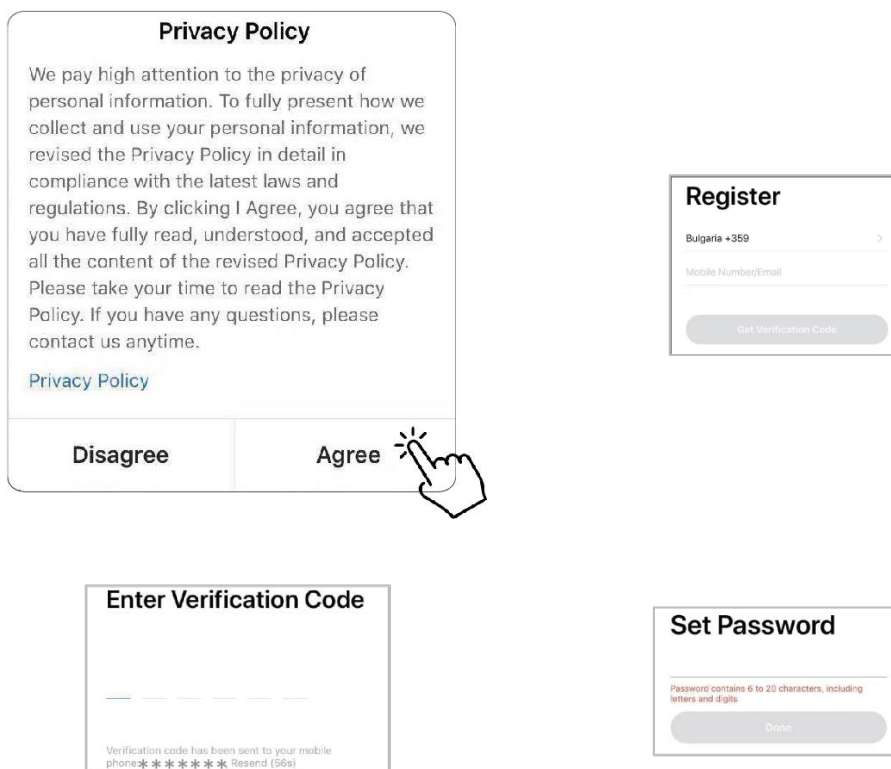 Privacy Policy
We pay high attention to the privacy of
personal information. To fully present how we
collect and use your personal information, we
revised the Privacy Policy in detail in
compliance with the latest laws and
regulations. By clicking I Agree, you agree that
you have fully read, understood, and accepted
all the content of the revised Privacy Policy.
Please take your time to read the Privacy
Policy. If you have any questions, please
contact us anytime.
Privacy Policy
Disagree
Agree
Register
Bulgaria +359
Mobile Number/Email
Get Verification Code
Enter Verification Code
Verification code has been sent to your mobile
phone******* Resend (56s)
Set Password
Password contains 6 to 20 characters, including
letters and digits
Done